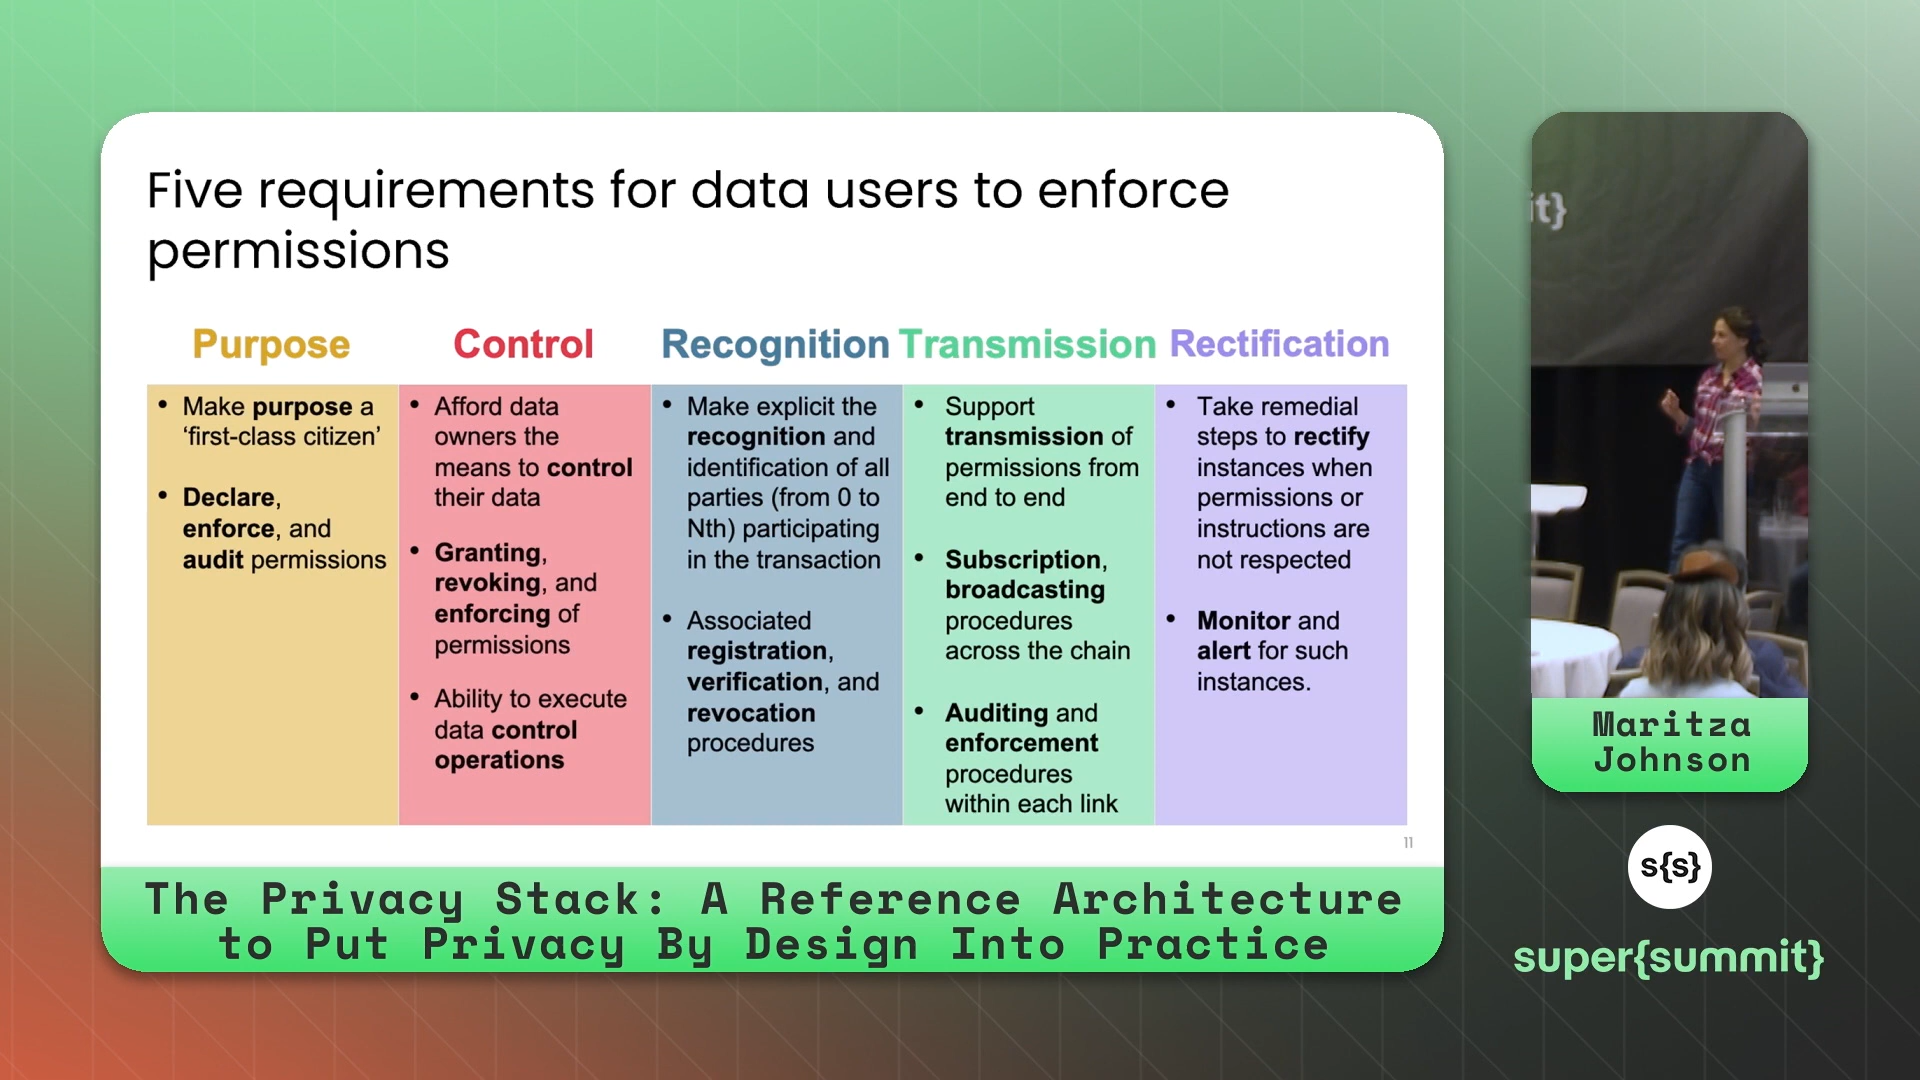 Five requirements for data users to enforce
permissions
Purpose
• Make purpose a
‘first-class citizen’
• Declare,
enforce, and
audit permissions
Control
• Afford data
owners the
means to control
their data
• Granting,
revoking, and
enforcing of
permissions
• Ability to execute
data control
operations
Recognition
• Make explicit the
recognition and
identification of all
parties (from 0 to
Nth) participating
in the transaction
• Associated
registration,
verification, and
revocation
procedures
Transmission
• Support
transmission of
permissions from
end to end
• Subscription,
broadcasting
procedures
across the chain
• Auditing and
enforcement
procedures
within each link
Rectification
• Take remedial
steps to rectify
instances when
permissions or
instructions are
not respected
• Monitor and
alert for such
instances.
11
The Privacy Stack: A Reference Architecture
to Put Privacy By Design Into Practice
it}
Maritza
Johnson
s{s}
super{summit}